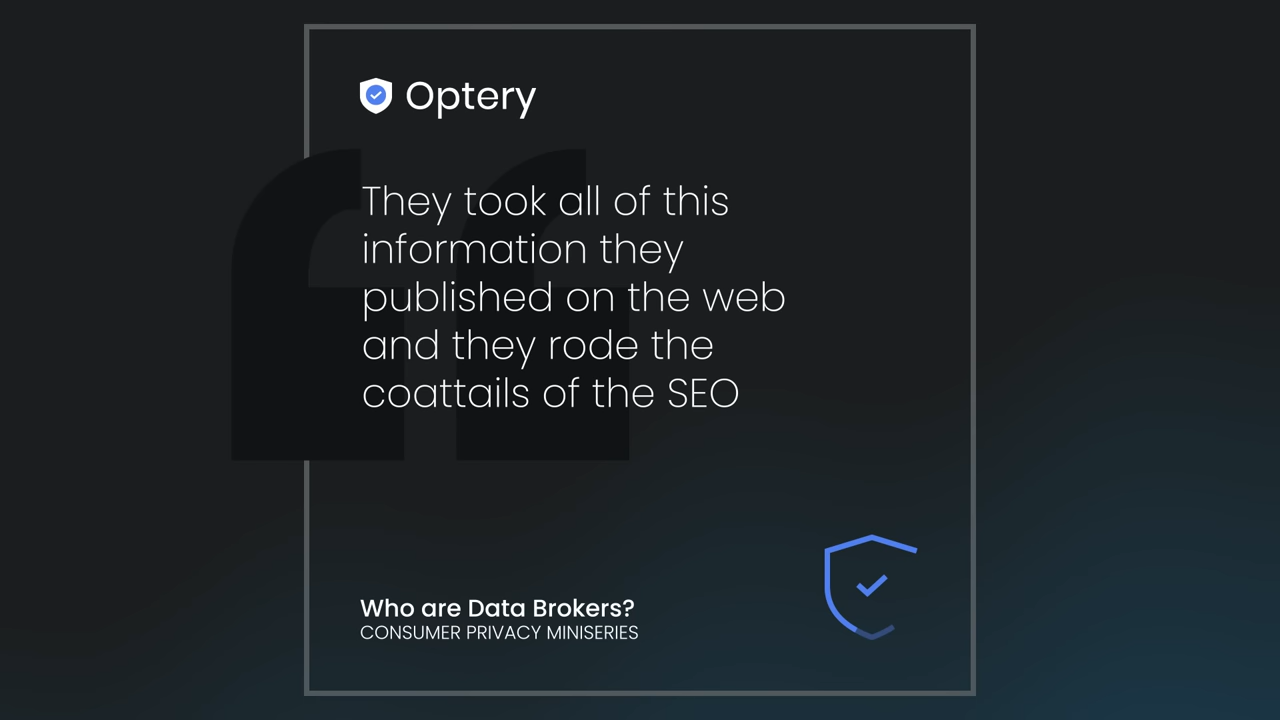 Optery
They took all of this
information they
published on the web
and they rode the
coattails of the SEO
Who are Data Brokers?
CONSUMER PRIVACY MINISERIES